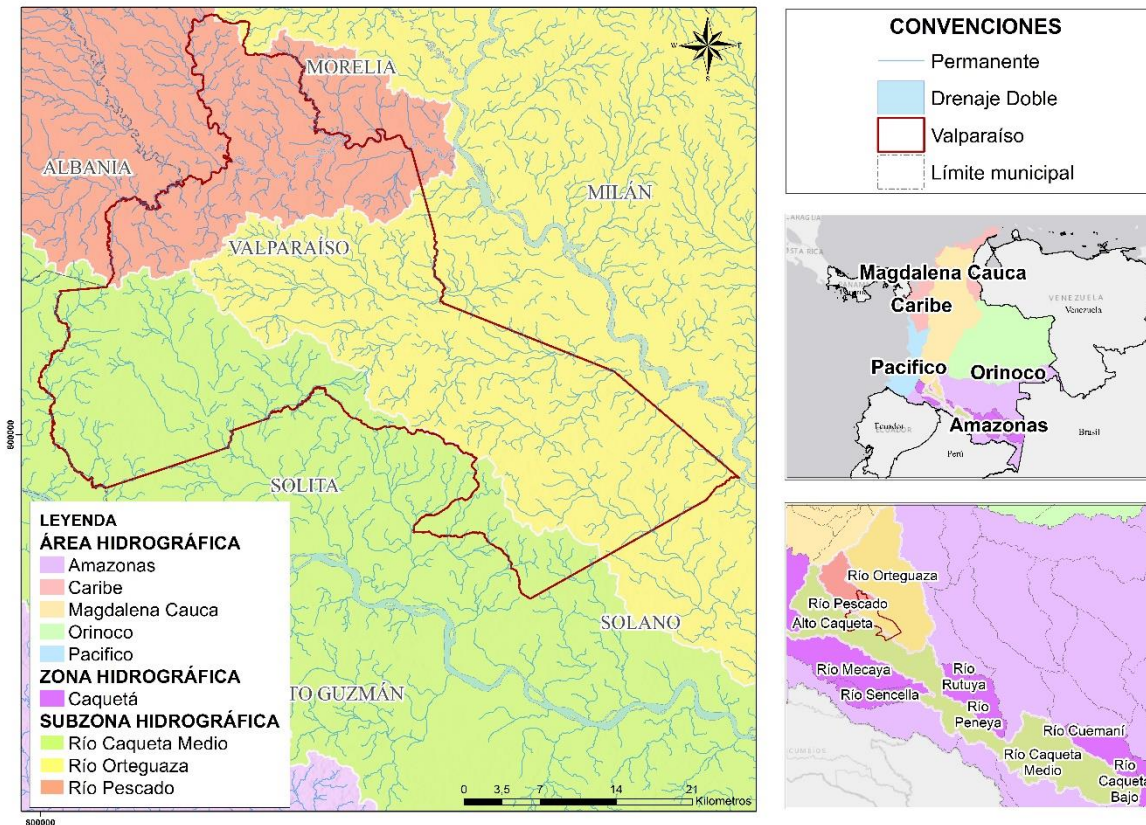 MORELIA
ALBANIA
MILÁN
VALPARAÍSO
SOLITA
SOLANO
TO GUZMÁN
600000
800000
N
W
E
S
LEYENDA
ÁREA HIDROGRÁFICA
Amazonas
Caribe
Magdalena Cauca
Orinoco
Pacifico
ZONA HIDROGRÁFICA
Caquetá
SUBZONA HIDROGRÁFICA
Río Caqueta Medio
Río Orteguaza
Río Pescado
0 3,5 7 14 21
Kilometros
CONVENCIONES
Permanente
Drenaje Doble
Valparaíso
Límite municipal
Magdalena Cauca
Caribe
VENEZUELA
Venezuela
Pacifico
Orinoco
Amazonas
Ecuador
Brasil
Perú
Río Orteguaza
Río Pescado
Alto Caqueta
Río Mecaya
Río Sencella
Río
Rutuya
Río
Peneya
Río Cuemaní
Río Caqueta
Medio
Río
Caqueta
Bajo